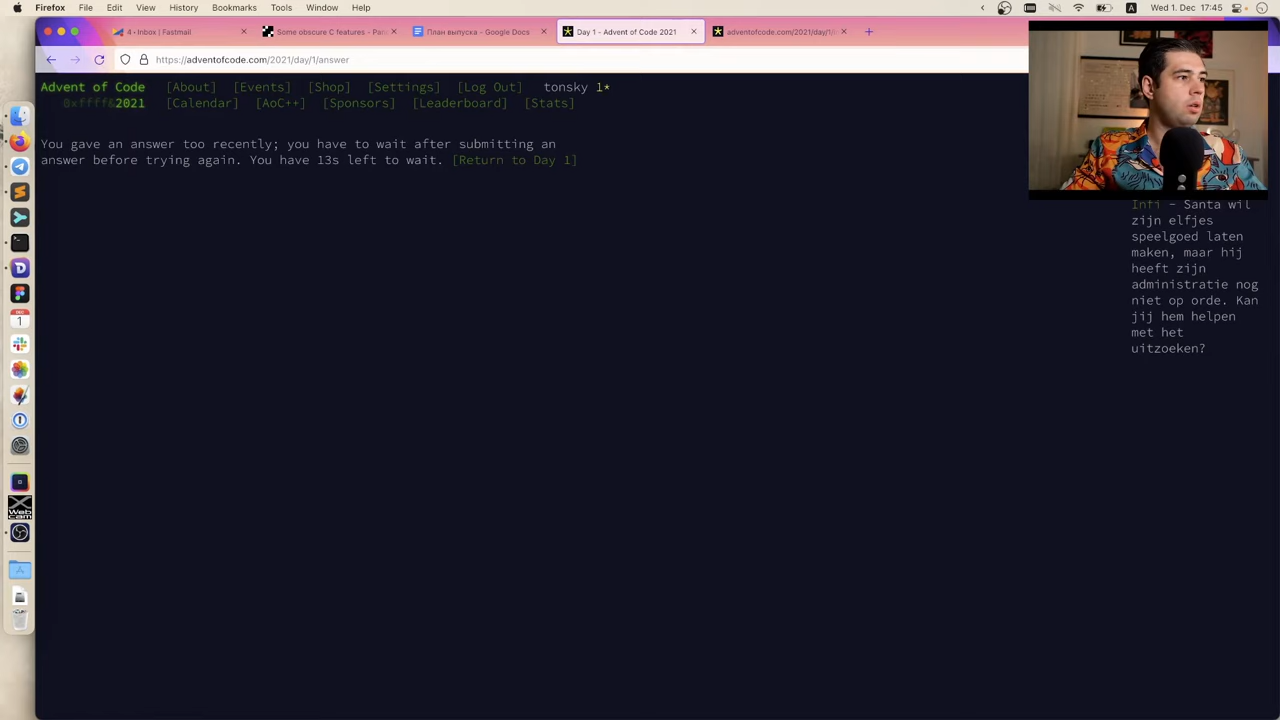 Firefox File Edit View History Bookmarks Tools Window Help
A Wed 1. Dec 17:45
4 • Inbox | Fastmail
Some obscure C features
План выпуска - Google Docs
Day 1 - Advent of Code 2021
adventofcode.com/2021/day/1/
https://adventofcode.com/2021/day/1/answer
Advent of Code [About] [Events] [Shop] [Settings] [Log Out] tonsky 1*
0xffff&2021 [Calendar] [AoC++] [Sponsors] [Leaderboard] [Stats]
You gave an answer too recently; you have to wait after submitting an
answer before trying again. You have 13s left to wait. [Return to Day 1]
Infi - Santa wil
zijn elfjes
speelgoed laten
maken, maar hij
heeft zijn
administratie nog
niet op orde. Kan
jij hem helpen
met het
uitzoeken?
DEC
1
Web
cam